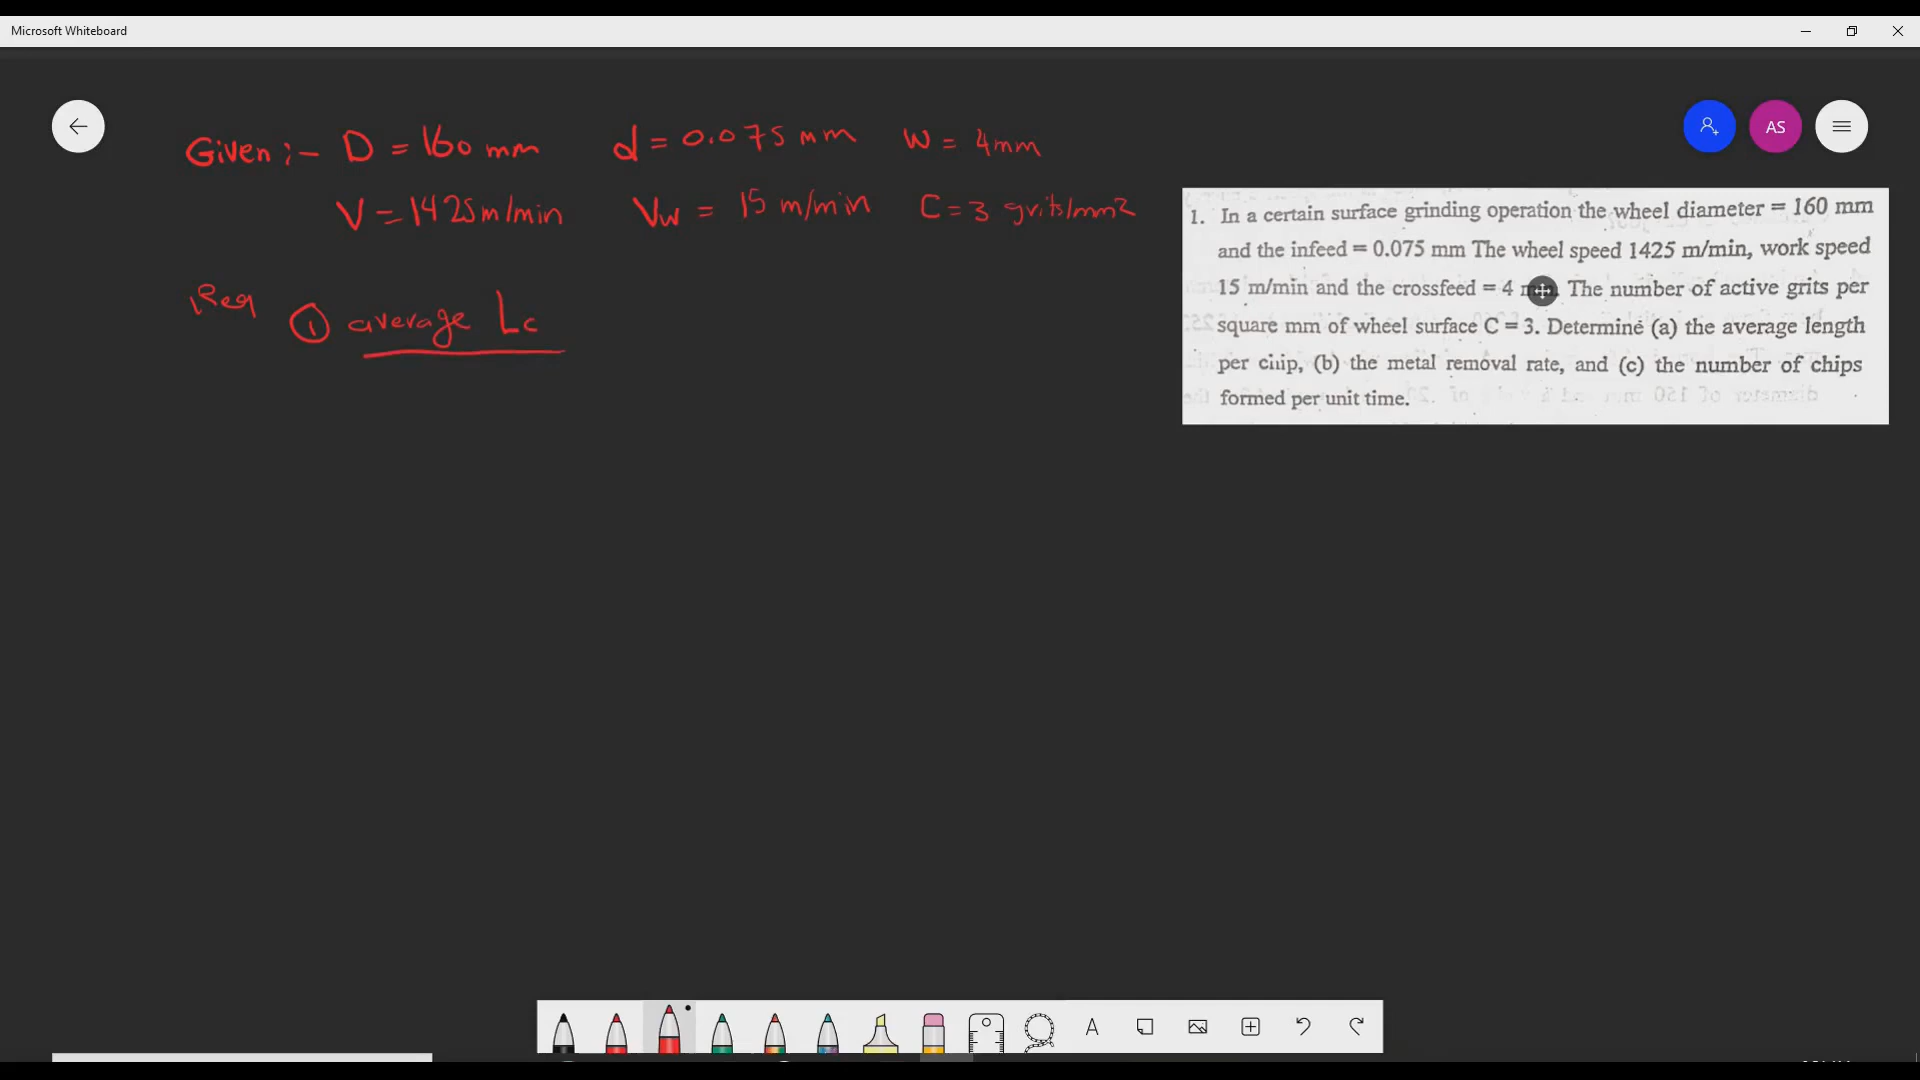 Microsoft Whiteboard
Given :- D = 160 mm d = 0.075 mm w = 4mm
V = 1425 m/min Vw = 15 m/min C = 3 grits/mm2
Req ① average Lc
AS
1. In a certain surface grinding operation the wheel diameter = 160 mm
and the infeed = 0.075 mm The wheel speed 1425 m/min, work speed
15 m/min and the crossfeed = 4 The number of active grits per
square mm of wheel surface C = 3. Determine (a) the average length
per chip, (b) the metal removal rate, and (c) the number of chips
formed per unit time.
A